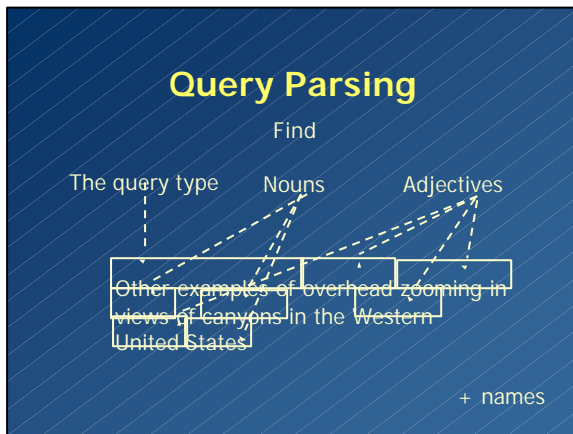 Query Parsing
Find
The query type Nouns Adjectives
Other examples of overhead zooming in
views of canyons in the Western
United States
+ names